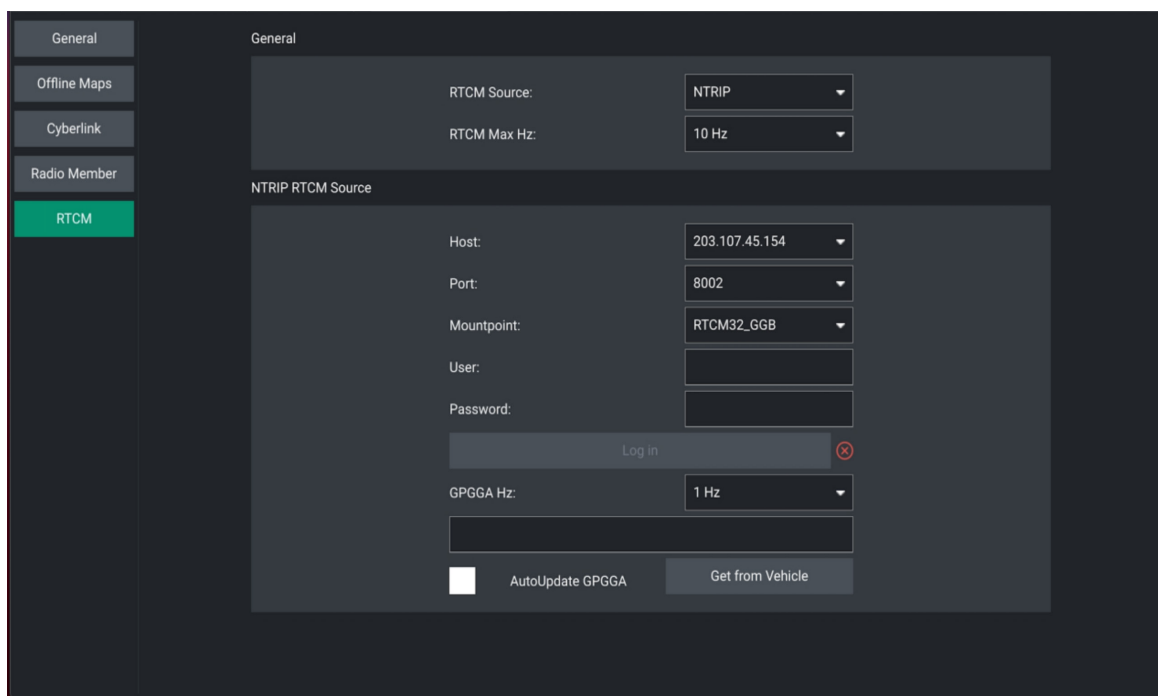 General
Offline Maps
Cyberlink
Radio Member
RTCM
General
RTCM Source: NTRIP
RTCM Max Hz: 10 Hz
NTRIP RTCM Source
Host: 203.107.45.154
Port: 8002
Mountpoint: RTCM32_GGB
User:
Password:
Log in
GPGGA Hz: 1 Hz
AutoUpdate GPGGA Get from Vehicle